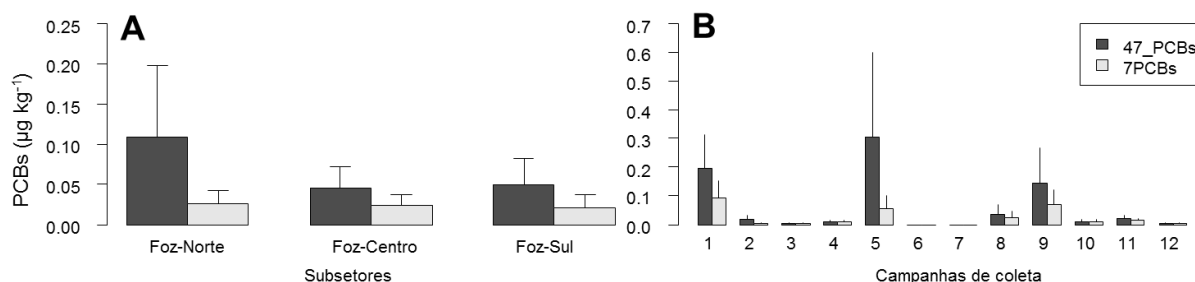 A
PCBs (µg kg⁻¹)
0.25
0.20
0.15
0.10
0.05
0.00
Foz-Norte Foz-Centro Foz-Sul
Subsetores
B
0.7
0.6
0.5
0.4
0.3
0.2
0.1
0.0
47_PCBs
7PCBs
1 2 3 4 5 6 7 8 9 10 11 12
Campanhas de coleta